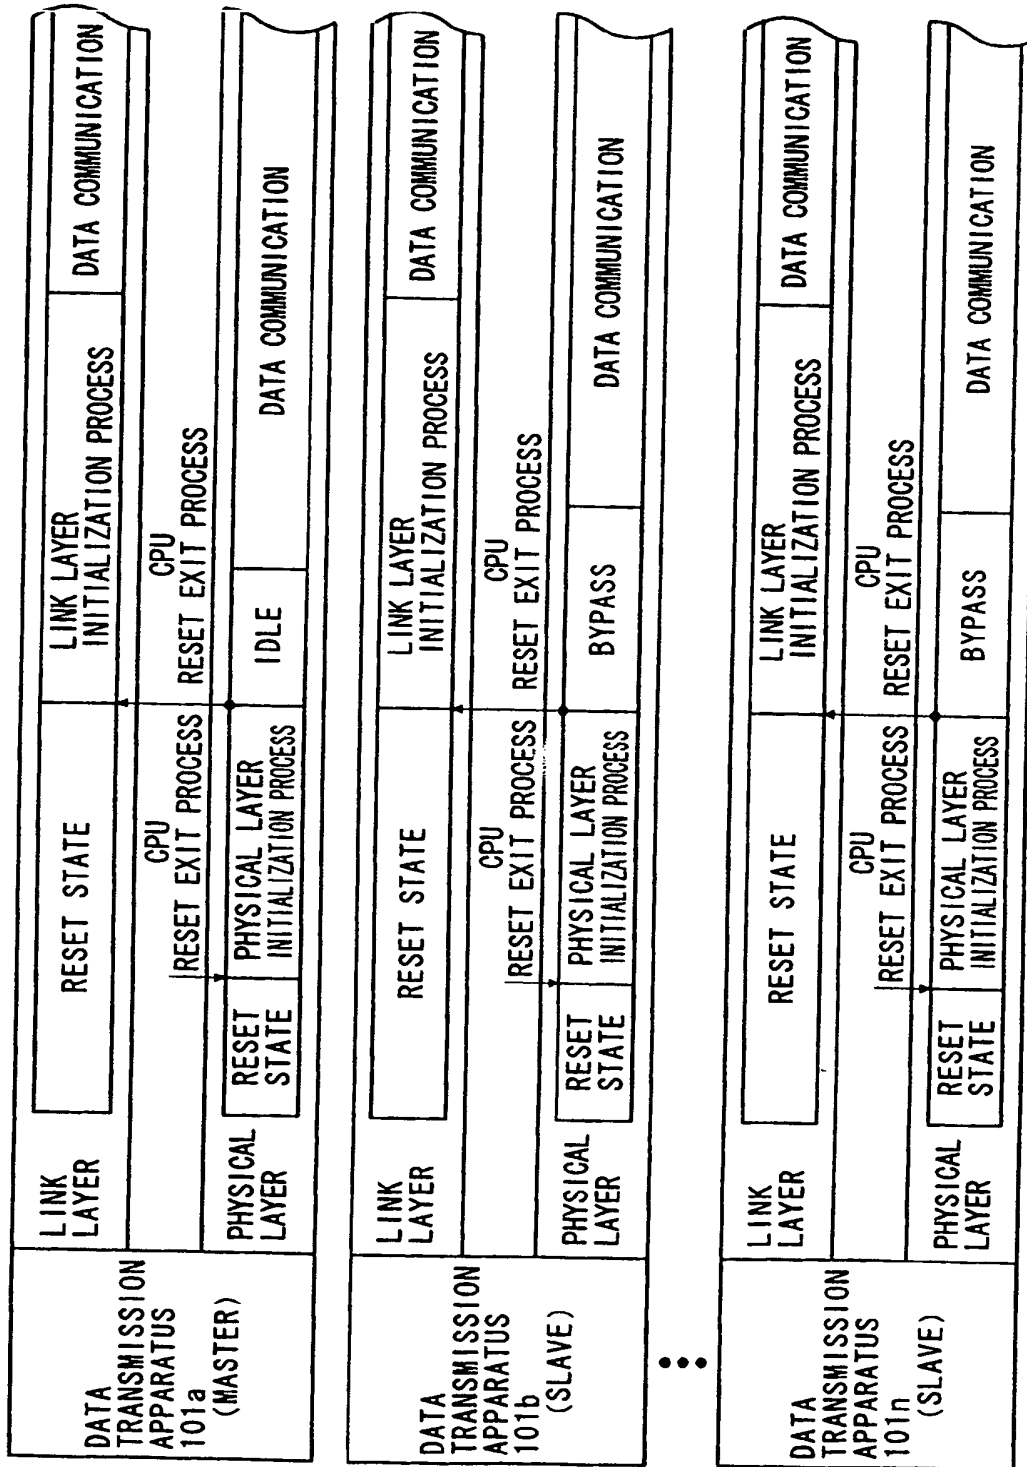 DATA
TRANSMISSION
APPARATUS
101a
(MASTER)
LINK
LAYER
RESET STATE
LINK LAYER
INITIALIZATION PROCESS
DATA COMMUNICATION
CPU
RESET EXIT PROCESS
CPU
RESET EXIT PROCESS
PHYSICAL
LAYER
RESET
STATE
PHYSICAL LAYER
INITIALIZATION PROCESS
IDLE
DATA COMMUNICATION
DATA
TRANSMISSION
APPARATUS
101b
(SLAVE)
LINK
LAYER
RESET STATE
LINK LAYER
INITIALIZATION PROCESS
DATA COMMUNICATION
CPU
RESET EXIT PROCESS
CPU
RESET EXIT PROCESS
PHYSICAL
LAYER
RESET
STATE
PHYSICAL LAYER
INITIALIZATION PROCESS
BYPASS
DATA COMMUNICATION
DATA
TRANSMISSION
APPARATUS
101n
(SLAVE)
LINK
LAYER
RESET STATE
LINK LAYER
INITIALIZATION PROCESS
DATA COMMUNICATION
CPU
RESET EXIT PROCESS
CPU
RESET EXIT PROCESS
PHYSICAL
LAYER
RESET
STATE
PHYSICAL LAYER
INITIALIZATION PROCESS
BYPASS
DATA COMMUNICATION